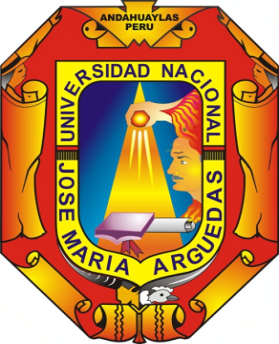 ANDAHUAYLAS
PERU
UNIVERSIDAD NACIONAL
JOSE MARIA ARGUEDAS